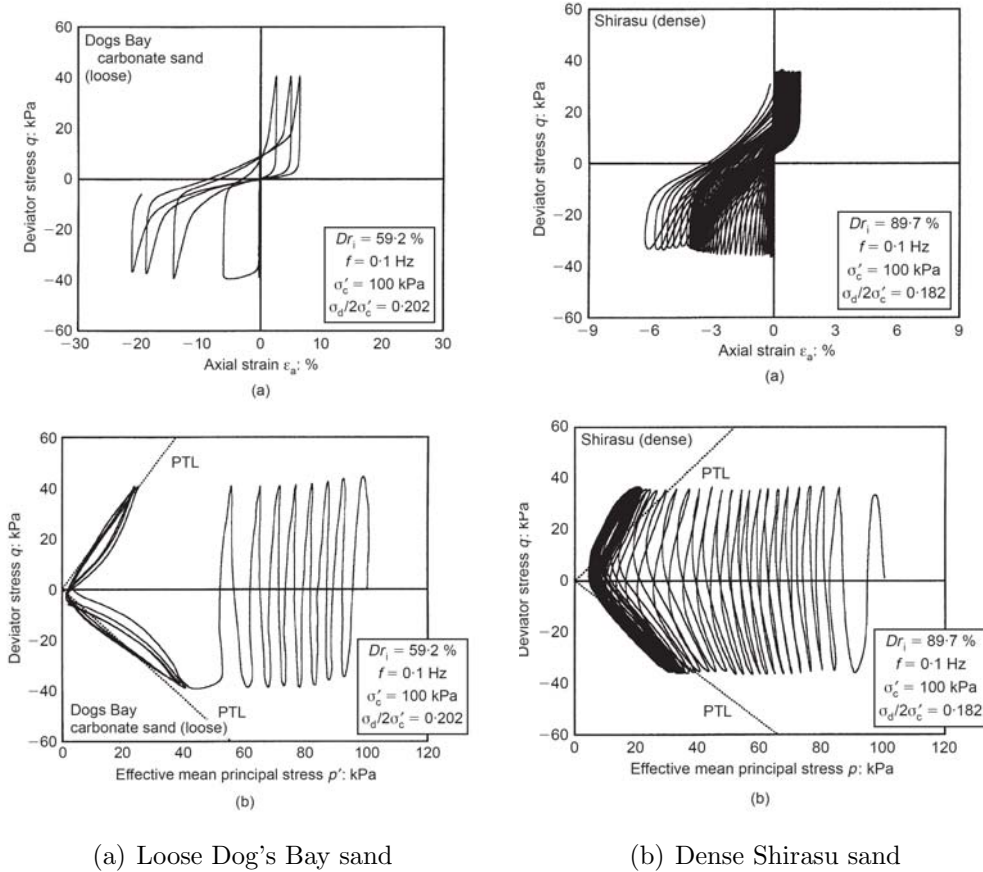 60
40
20
0
−20
−40
−60
Deviator stress q: kPa
Dogs Bay
carbonate sand
(loose)
Dr_i = 59·2 %
f = 0·1 Hz
σ′_c = 100 kPa
σ_d/2σ′_c = 0·202
−30 −20 −10 0 10 20 30
Axial strain ε_a: %
(a)
60
40
20
0
−20
−40
−60
Deviator stress q: kPa
Shirasu (dense)
Dr_i = 89·7 %
f = 0·1 Hz
σ′_c = 100 kPa
σ_d/2σ′_c = 0·182
−9 −6 −3 0 3 6 9
Axial strain ε_a: %
(a)
60
40
20
0
−20
−40
−60
Deviator stress q: kPa
PTL
Dr_i = 59·2 %
f = 0·1 Hz
σ′_c = 100 kPa
σ_d/2σ′_c = 0·202
PTL
Dogs Bay
carbonate sand (loose)
0 20 40 60 80 100 120
Effective mean principal stress p′: kPa
(b)
60
40
20
0
−20
−40
−60
Deviator stress q: kPa
Shirasu (dense)
PTL
Dr_i = 89·7 %
f = 0·1 Hz
σ′_c = 100 kPa
σ_d/2σ′_c = 0·182
PTL
0 20 40 60 80 100 120
Effective mean principal stress p: kPa
(b)
(a) Loose Dog's Bay sand
(b) Dense Shirasu sand